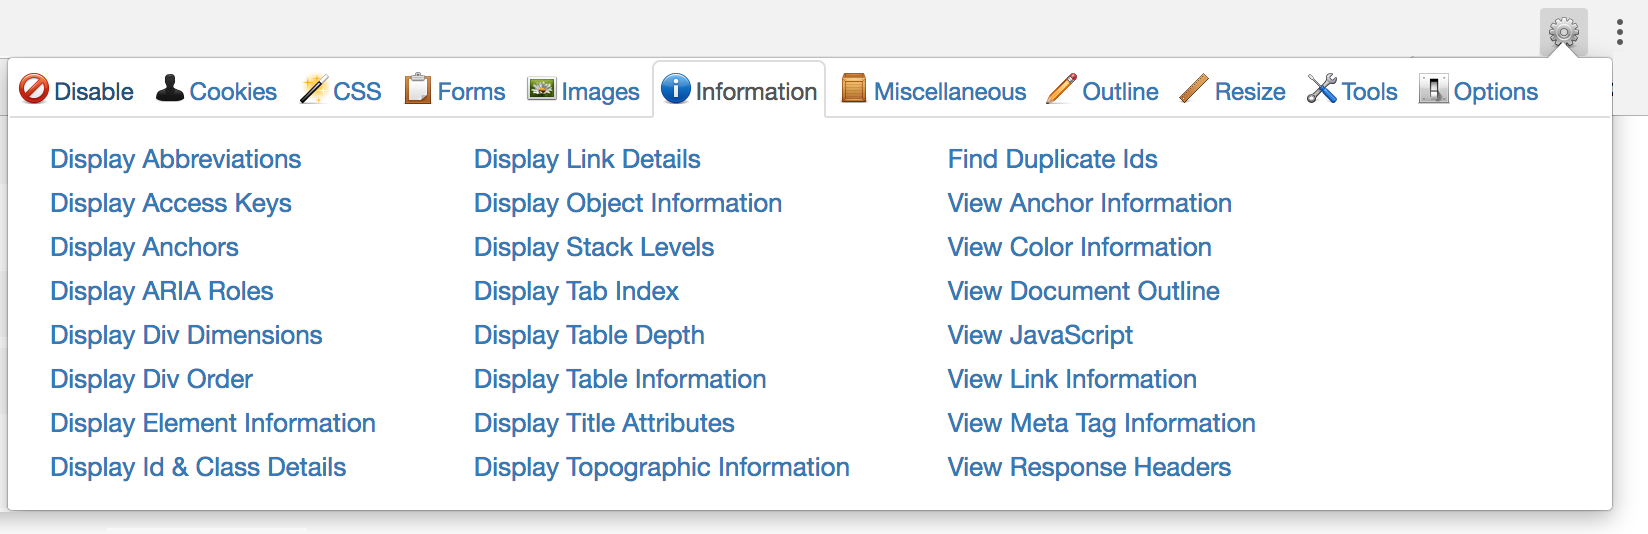 Disable Cookies CSS Forms Images Information Miscellaneous Outline Resize Tools Options
Display Abbreviations
Display Access Keys
Display Anchors
Display ARIA Roles
Display Div Dimensions
Display Div Order
Display Element Information
Display Id & Class Details
Display Link Details
Display Object Information
Display Stack Levels
Display Tab Index
Display Table Depth
Display Table Information
Display Title Attributes
Display Topographic Information
Find Duplicate Ids
View Anchor Information
View Color Information
View Document Outline
View JavaScript
View Link Information
View Meta Tag Information
View Response Headers